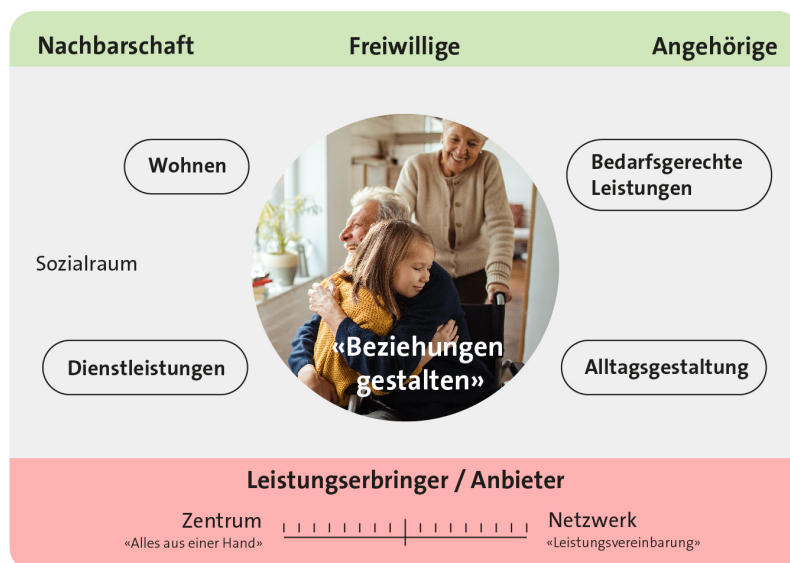 Nachbarschaft Freiwillige Angehörige
Wohnen
Bedarfsgerechte
Leistungen
Sozialraum
«Beziehungen
gestalten»
Dienstleistungen
Alltagsgestaltung
Leistungserbringer / Anbieter
Zentrum
«Alles aus einer Hand»
Netzwerk
«Leistungsvereinbarung»